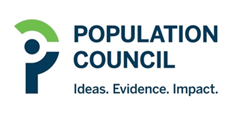 POPULATION
COUNCIL
Ideas. Evidence. Impact.